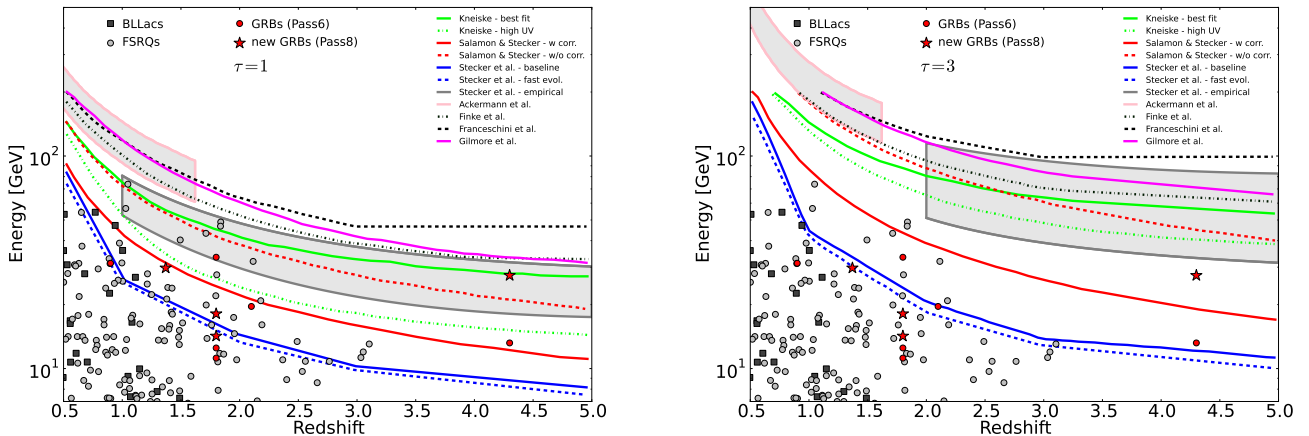 BLLacs
FSRQs
GRBs (Pass6)
new GRBs (Pass8)
τ=1
Kneiske - best fit
Kneiske - high UV
Salamon & Stecker - w corr.
Salamon & Stecker - w/o corr.
Stecker et al. - baseline
Stecker et al. - fast evol.
Stecker et al. - empirical
Ackermann et al.
Finke et al.
Franceschini et al.
Gilmore et al.
Energy [GeV]
10²
10¹
0.5 1.0 1.5 2.0 2.5 3.0 3.5 4.0 4.5 5.0
Redshift
BLLacs
FSRQs
GRBs (Pass6)
new GRBs (Pass8)
τ=3
Kneiske - best fit
Kneiske - high UV
Salamon & Stecker - w corr.
Salamon & Stecker - w/o corr.
Stecker et al. - baseline
Stecker et al. - fast evol.
Stecker et al. - empirical
Ackermann et al.
Finke et al.
Franceschini et al.
Gilmore et al.
Energy [GeV]
10²
10¹
0.5 1.0 1.5 2.0 2.5 3.0 3.5 4.0 4.5 5.0
Redshift